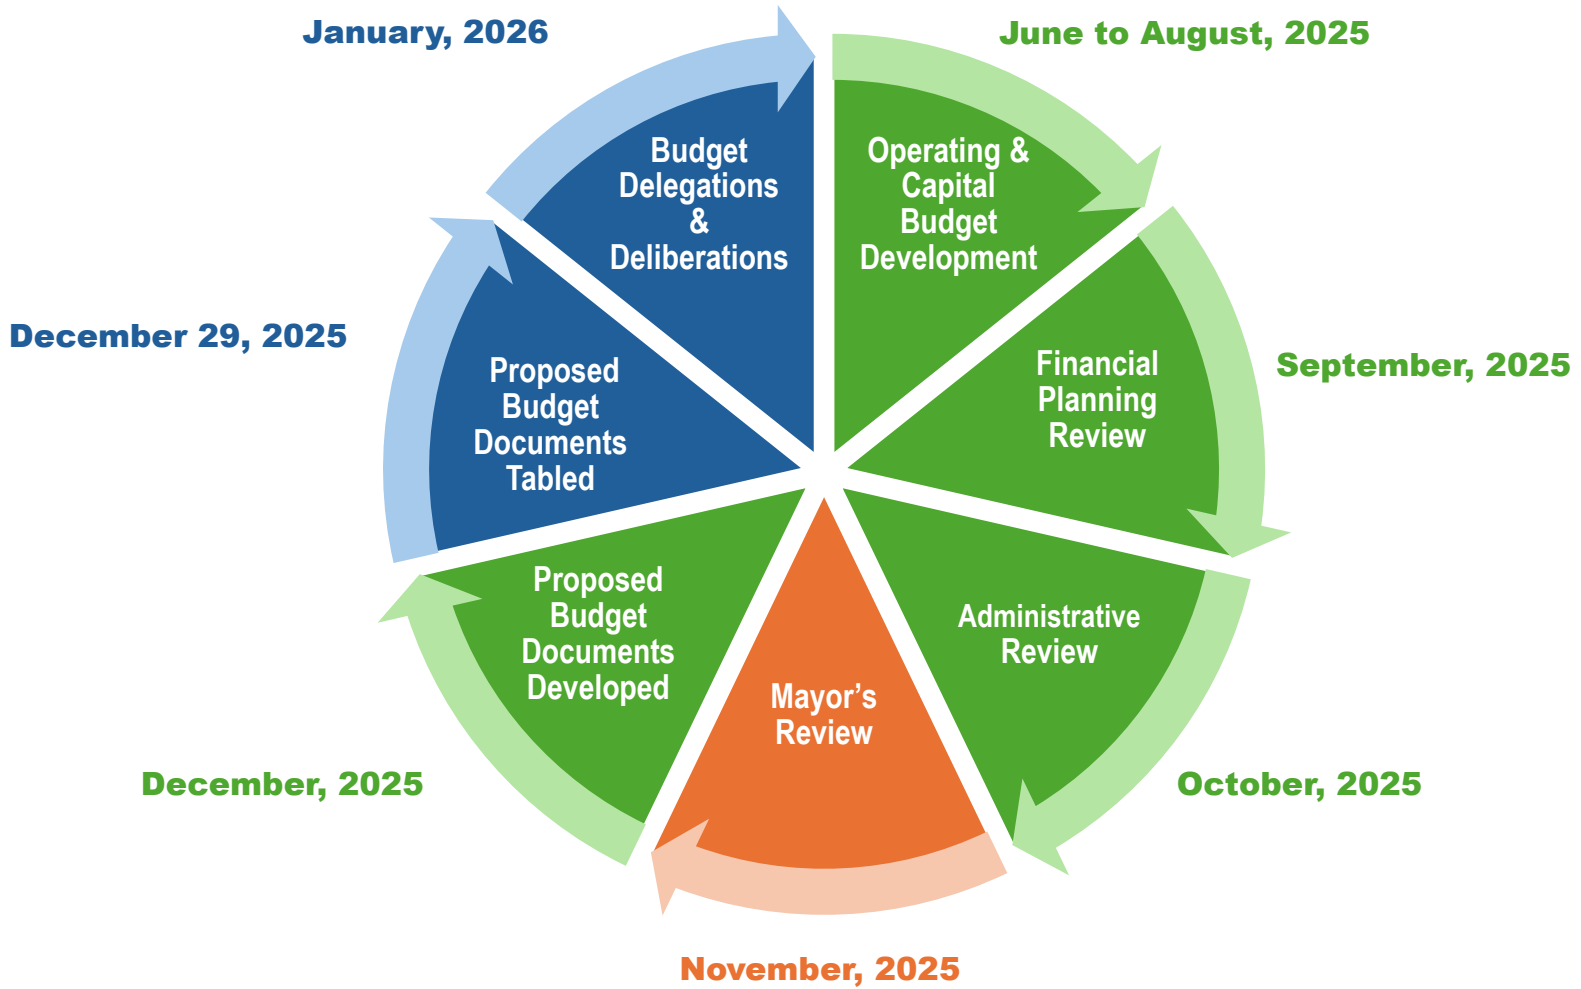 January, 2026
June to August, 2025
Budget
Delegations
&
Deliberations
Operating &
Capital
Budget
Development
December 29, 2025
September, 2025
Proposed
Budget
Documents
Tabled
Financial
Planning
Review
Proposed
Budget
Documents
Developed
Administrative
Review
Mayor’s
Review
December, 2025
October, 2025
November, 2025